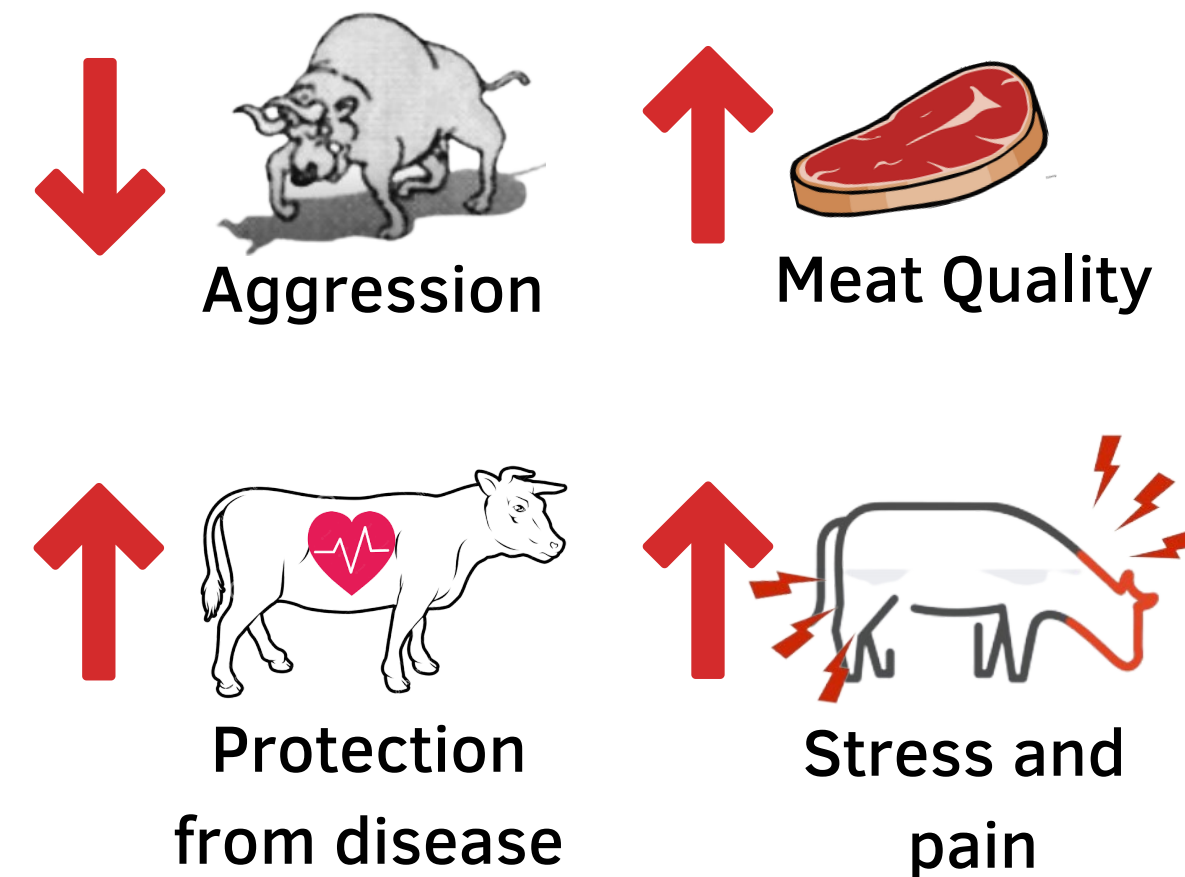 Aggression
Meat Quality
Protection
from disease
Stress and
pain